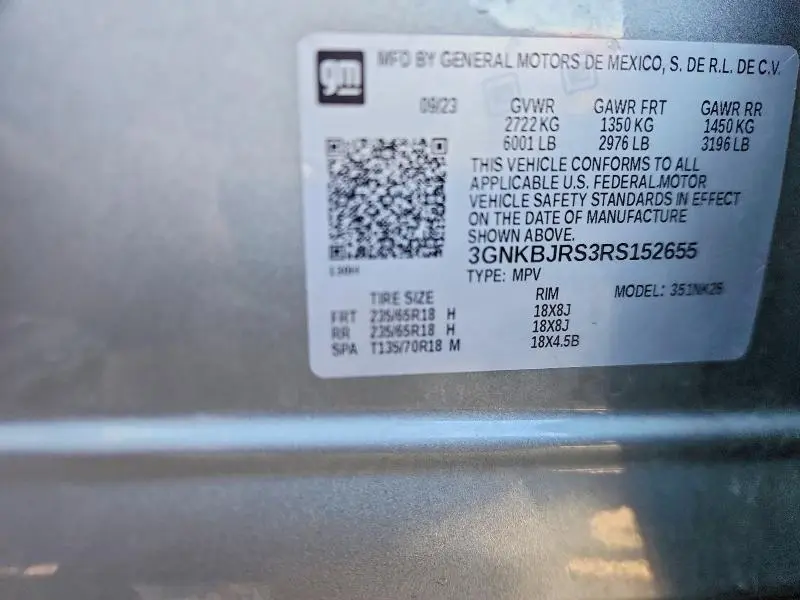 gm
MFD BY GENERAL MOTORS DE MEXICO, S. DE R.L. DE C.V.
09/23 GVWR GAWR FRT GAWR RR
2722 KG 1350 KG 1450 KG
6001 LB 2976 LB 3196 LB
THIS VEHICLE CONFORMS TO ALL
APPLICABLE U.S. FEDERAL MOTOR
VEHICLE SAFETY STANDARDS IN EFFECT
ON THE DATE OF MANUFACTURE
SHOWN ABOVE.
3GNKBJRS3RS152655
TYPE: MPV
TIRE SIZE RIM MODEL: 351NK26
FRT 235/65R18 H 18X8J
RR 235/65R18 H 18X8J
SPA T135/70R18 M 18X4.5B